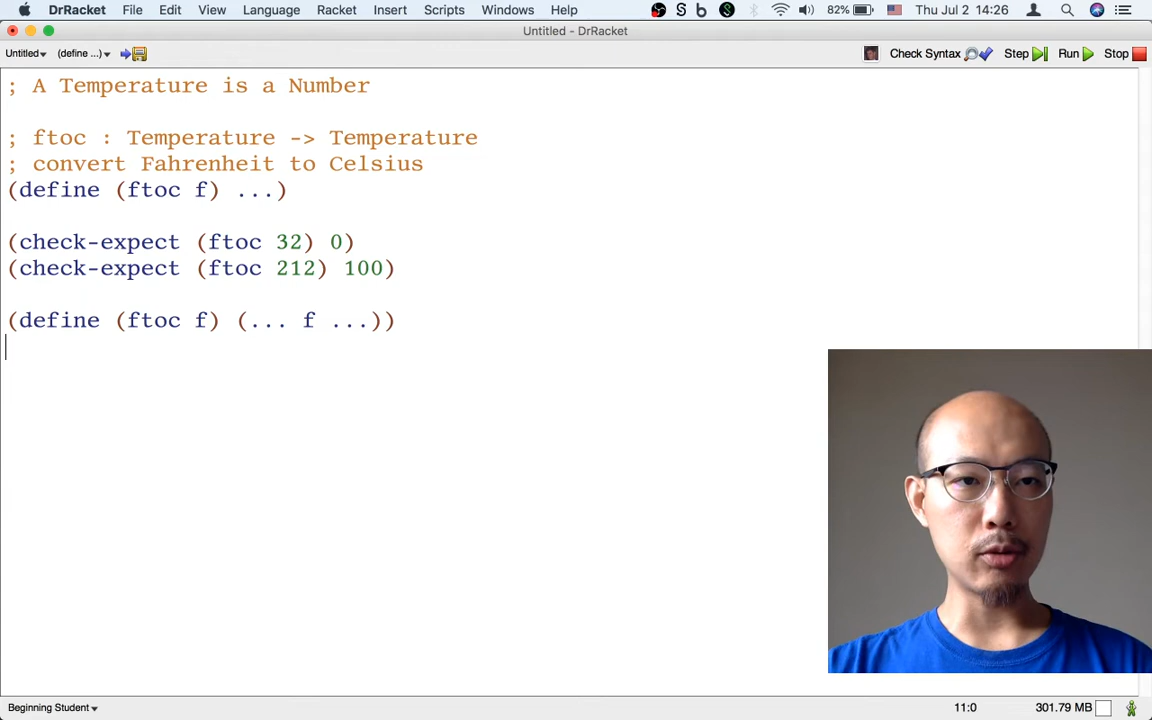 DrRacket File Edit View Language Racket Insert Scripts Windows Help 82% Thu Jul 2 14:26
Untitled - DrRacket
Untitled (define ...) Check Syntax Step Run Stop
; A Temperature is a Number
; ftoc : Temperature -> Temperature
; convert Fahrenheit to Celsius
(define (ftoc f) ...)
(check-expect (ftoc 32) 0)
(check-expect (ftoc 212) 100)
(define (ftoc f) (... f ...))
Beginning Student 11:0 301.79 MB